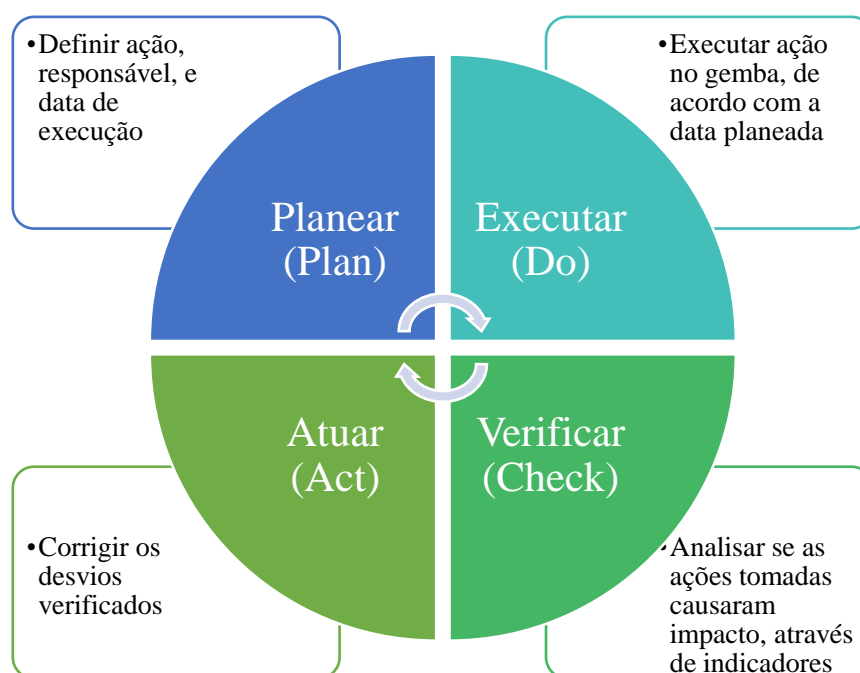 •Definir ação,
responsável, e
data de
execução
•Executar ação
no gemba, de
acordo com a
data planeada
Planear
(Plan)
Executar
(Do)
Atuar
(Act)
Verificar
(Check)
•Corrigir os
desvios
verificados
•Analisar se as
ações tomadas
causaram
impacto, através
de indicadores